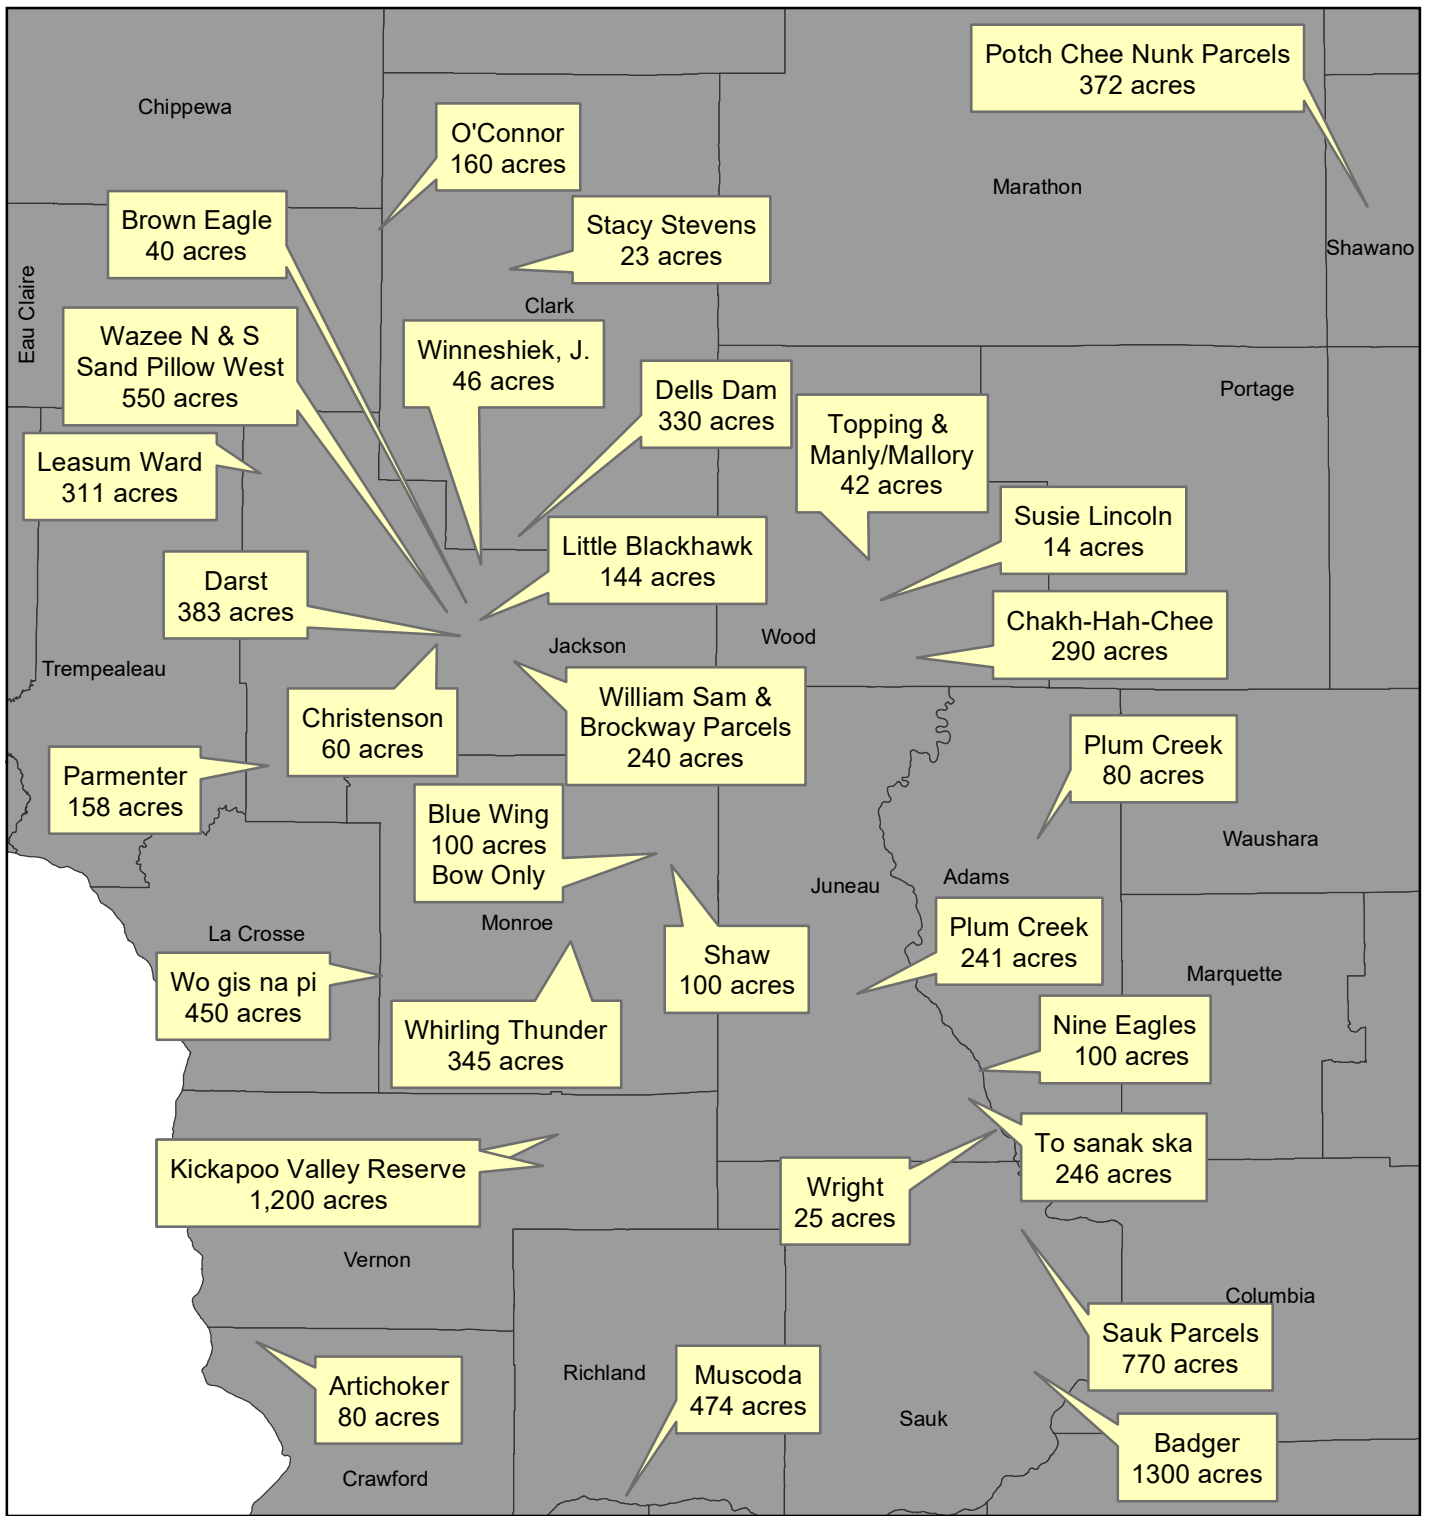 Potch Chee Nunk Parcels
372 acres
Chippewa
O'Connor
160 acres
Marathon
Brown Eagle
40 acres
Stacy Stevens
23 acres
Shawano
Eau Claire
Clark
Wazee N & S
Sand Pillow West
550 acres
Winneshiek, J.
46 acres
Dells Dam
330 acres
Portage
Topping &
Manly/Mallory
42 acres
Leasum Ward
311 acres
Susie Lincoln
14 acres
Little Blackhawk
144 acres
Darst
383 acres
Chakh-Hah-Chee
290 acres
Jackson
Wood
Trempealeau
William Sam &
Brockway Parcels
240 acres
Christenson
60 acres
Plum Creek
80 acres
Parmenter
158 acres
Blue Wing
100 acres
Bow Only
Waushara
Juneau
Adams
Monroe
La Crosse
Plum Creek
241 acres
Shaw
100 acres
Marquette
Wo gis na pi
450 acres
Whirling Thunder
345 acres
Nine Eagles
100 acres
To sanak ska
246 acres
Kickapoo Valley Reserve
1,200 acres
Wright
25 acres
Vernon
Columbia
Sauk Parcels
770 acres
Richland
Muscoda
474 acres
Artichoker
80 acres
Sauk
Badger
1300 acres
Crawford